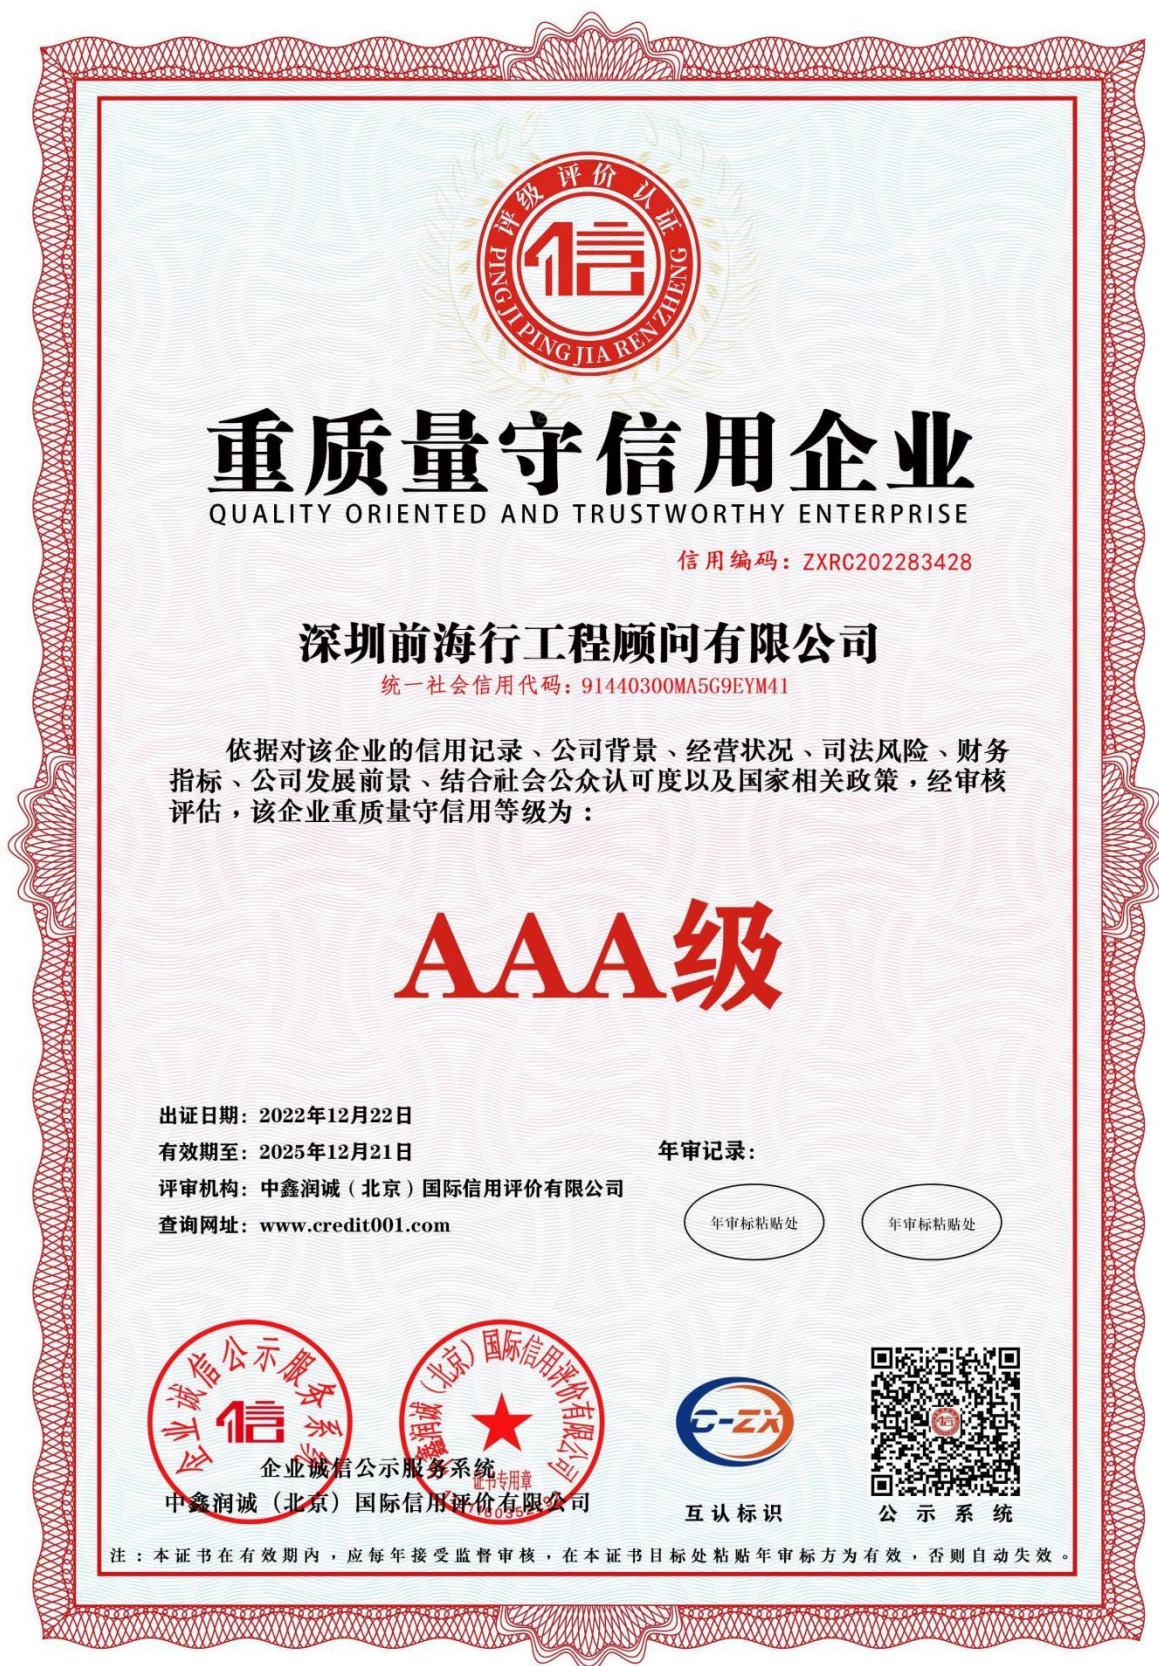 评级 评价 认证
PING JI PING JIA REN ZHENG
信
重质量守信用企业
QUALITY ORIENTED AND TRUSTWORTHY ENTERPRISE
信用编码：ZXRC202283428
深圳前海行工程顾问有限公司
统一社会信用代码：91440300MA5G9EYM41
依据对该企业的信用记录、公司背景、经营状况、司法风险、财务
指标、公司发展前景、结合社会公众认可度以及国家相关政策，经审核
评估，该企业重质量守信用等级为：
AAA级
出证日期：2022年12月22日
有效期至：2025年12月21日
评审机构：中鑫润诚（北京）国际信用评价有限公司
查询网址：www.credit001.com
年审记录：
年审标粘贴处
年审标粘贴处
企业诚信公示服务系统
信
中鑫润诚（北京）国际信用评价有限公司
证书专用章
企业诚信公示服务系统
中鑫润诚（北京）国际信用评价有限公司
C-ZX
互认标识
信
公示系统
注：本证书在有效期内，应每年接受监督审核，在本证书目标处粘贴年审标方为有效，否则自动失效。